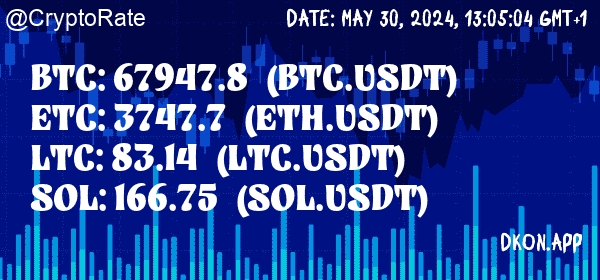 @CryptoRate
DATE: MAY 30, 2024, 13:05:04 GMT+1
BTC: 67947.8 (BTC.USDT)
ETC: 3747.7 (ETH.USDT)
LTC: 83.14 (LTC.USDT)
SOL: 166.75 (SOL.USDT)
DKON.APP